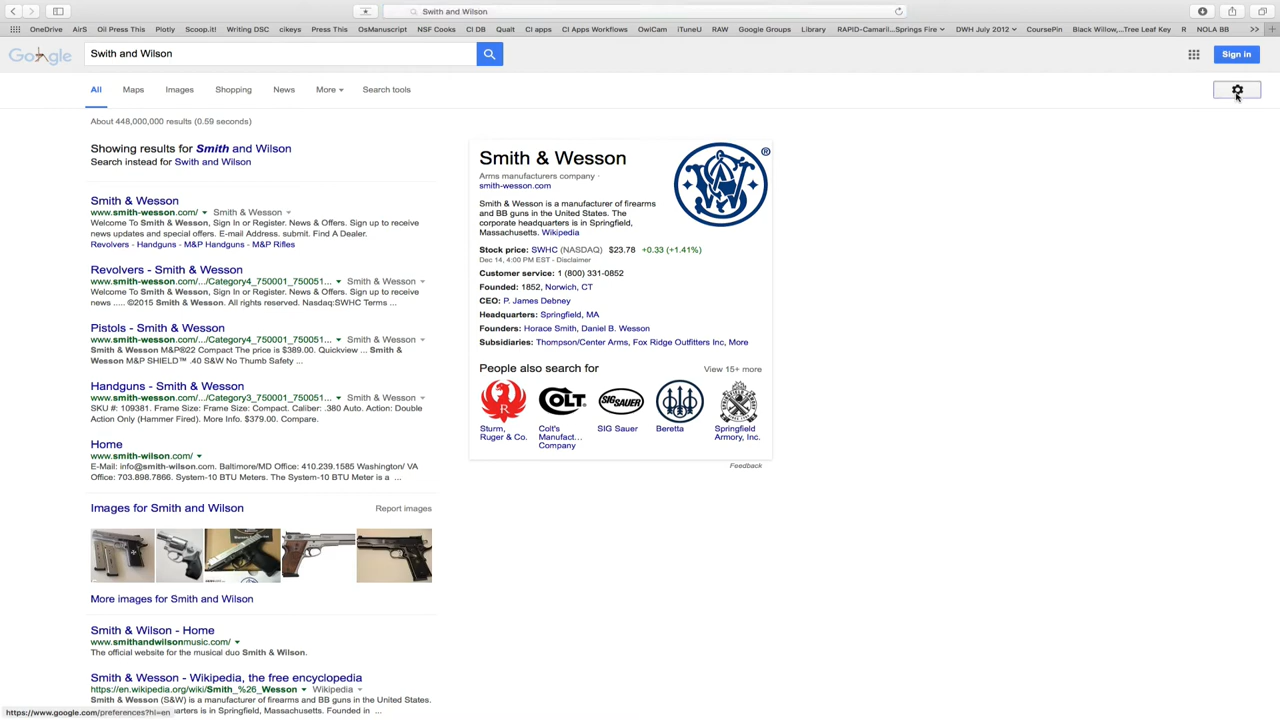 Swith and Wilson
OneDrive AirS Oil Press This Plotly Scoop.it! Writing DSC cikeys Press This OsManuscript NSF Cooks CI DB Qualt CI apps CI Apps Workflows OwlCam iTuneU RAW Google Groups Library RAPID-Camaril...Springs Fire DWH July 2012 CoursePin Black Willow,...Tree Leaf Key R NOLA BB
Google
Swith and Wilson
Sign in
All Maps Images Shopping News More Search tools
About 448,000,000 results (0.59 seconds)
Showing results for Smith and Wilson
Search instead for Swith and Wilson
Smith & Wesson
www.smith-wesson.com/ Smith & Wesson
Welcome To Smith & Wesson, Sign In or Register. News & Offers. Sign up to receive
news updates and special offers. E-mail Address. submit. Find A Dealer.
Revolvers - Handguns - M&P Handguns - M&P Rifles
Revolvers - Smith & Wesson
www.smith-wesson.com/.../Category4_750001_750051... Smith & Wesson
Welcome To Smith & Wesson, Sign In or Register. News & Offers. Sign up to receive
news ..... ©2015 Smith & Wesson. All rights reserved. Nasdaq:SWHC Terms ...
Pistols - Smith & Wesson
www.smith-wesson.com/.../Category4_750001_750051... Smith & Wesson
Smith & Wesson M&P®22 Compact The price is $389.00. Quickview ... Smith &
Wesson M&P SHIELD™ .40 S&W No Thumb Safety ...
Handguns - Smith & Wesson
www.smith-wesson.com/.../Category3_750001_750051... Smith & Wesson
SKU #: 109381. Frame Size: Frame Size: Compact. Caliber: .380 Auto. Action: Double
Action Only (Hammer Fired). More Info. $379.00. Compare.
Home
www.smith-wilson.com/
E-Mail: info@smith-wilson.com. Baltimore/MD Office: 410.239.1585 Washington/ VA
Office: 703.898.7866. System-10 BTU Meters. The System-10 BTU Meter is a ...
Images for Smith and Wilson Report images
More images for Smith and Wilson
Smith & Wilson - Home
www.smithandwilsonmusic.com/
The official website for the musical duo Smith & Wilson.
Smith & Wesson - Wikipedia, the free encyclopedia
https://en.wikipedia.org/wiki/Smith_%26_Wesson Wikipedia
Smith & Wesson (S&W) is a manufacturer of firearms and BB guns in the United States.
https://www.google.com/preferences?hl=en
arters is in Springfield, Massachusetts. Founded in ...
Smith & Wesson
Arms manufacturers company ·
smith-wesson.com
Smith & Wesson is a manufacturer of firearms
and BB guns in the United States. The
corporate headquarters is in Springfield,
Massachusetts. Wikipedia
Stock price: SWHC (NASDAQ) $23.78 +0.33 (+1.41%)
Dec 14, 4:00 PM EST - Disclaimer
Customer service: 1 (800) 331-0852
Founded: 1852, Norwich, CT
CEO: P. James Debney
Headquarters: Springfield, MA
Founders: Horace Smith, Daniel B. Wesson
Subsidiaries: Thompson/Center Arms, Fox Ridge Outfitters Inc, More
People also search for View 15+ more
R COLT SIG SAUER
Sturm, Ruger & Co.
Colt's Manufact... Company
SIG Sauer
Beretta
Springfield Armory, Inc.
Feedback